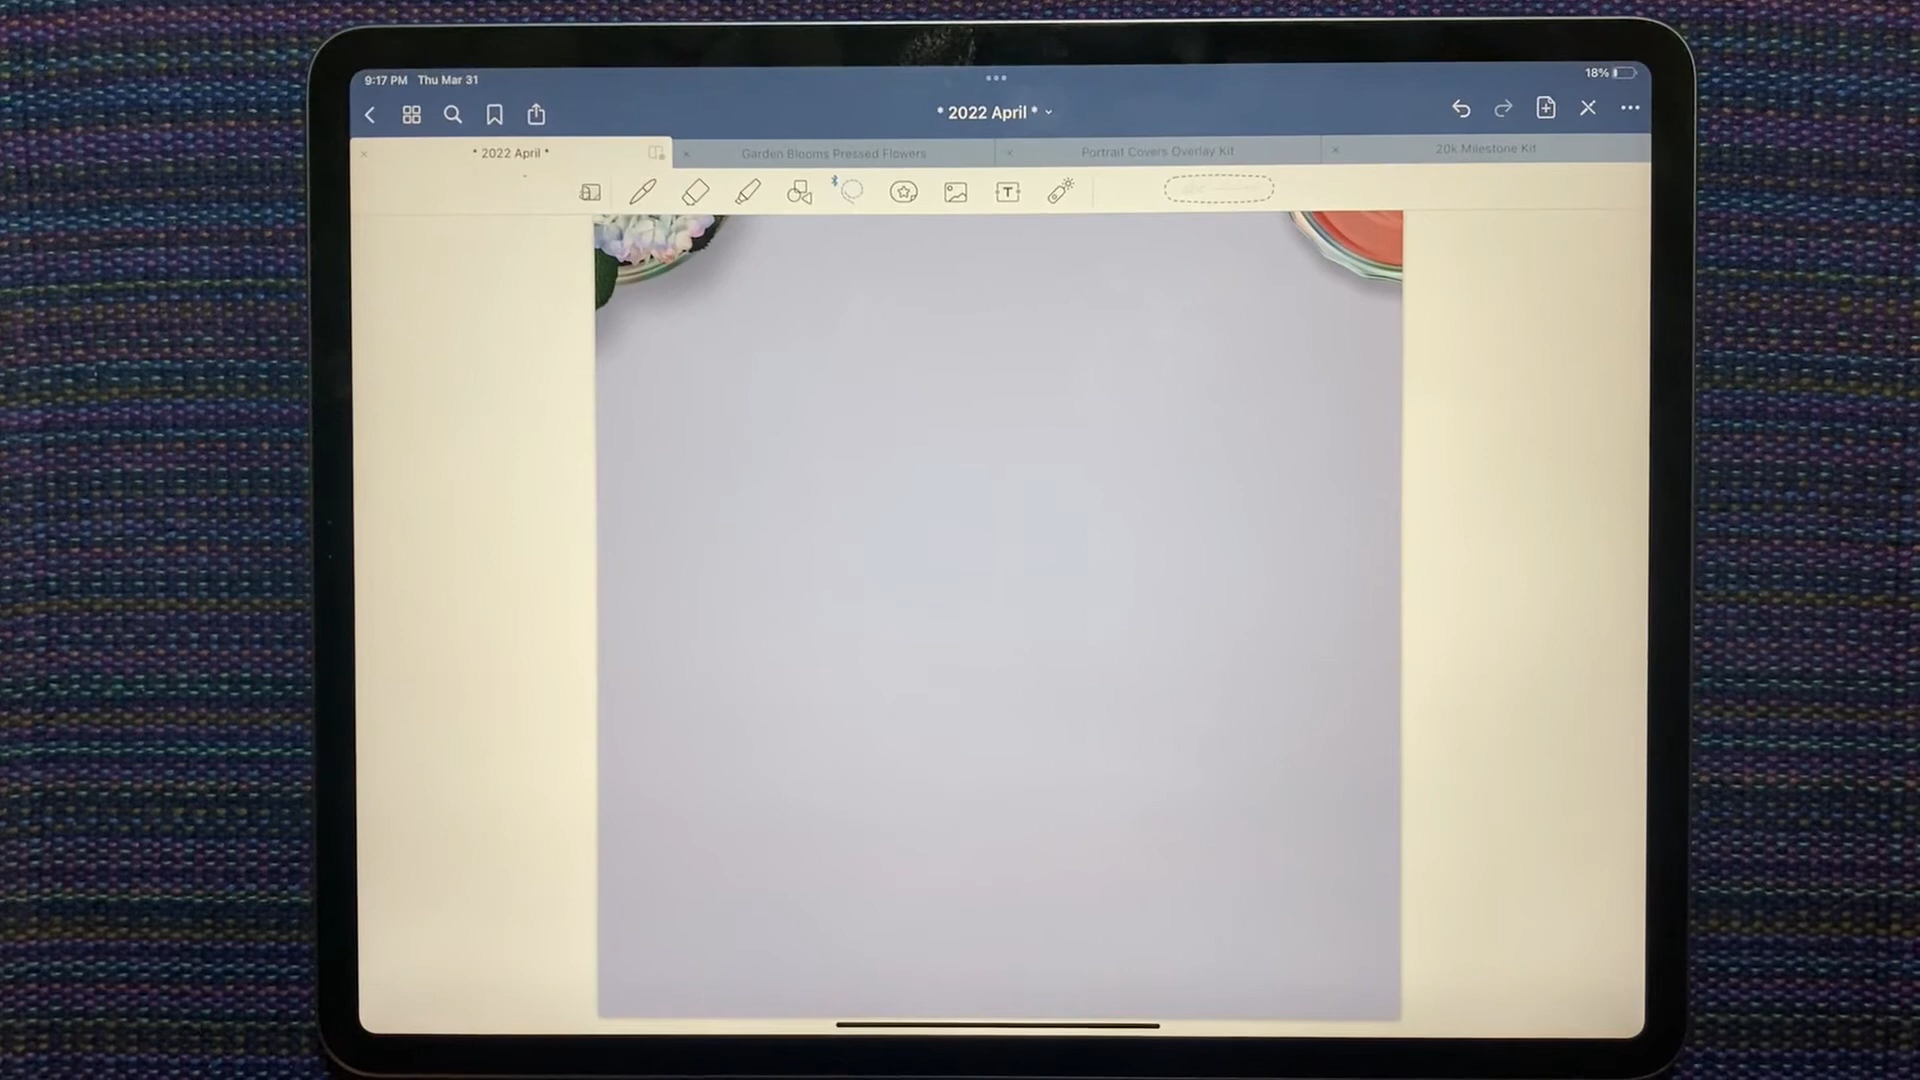 9:17 PM Thu Mar 31
18%
* 2022 April *
* 2022 April *
Garden Blooms Pressed Flowers
Portrait Covers Overlay Kit
20k Milestone Kit
T